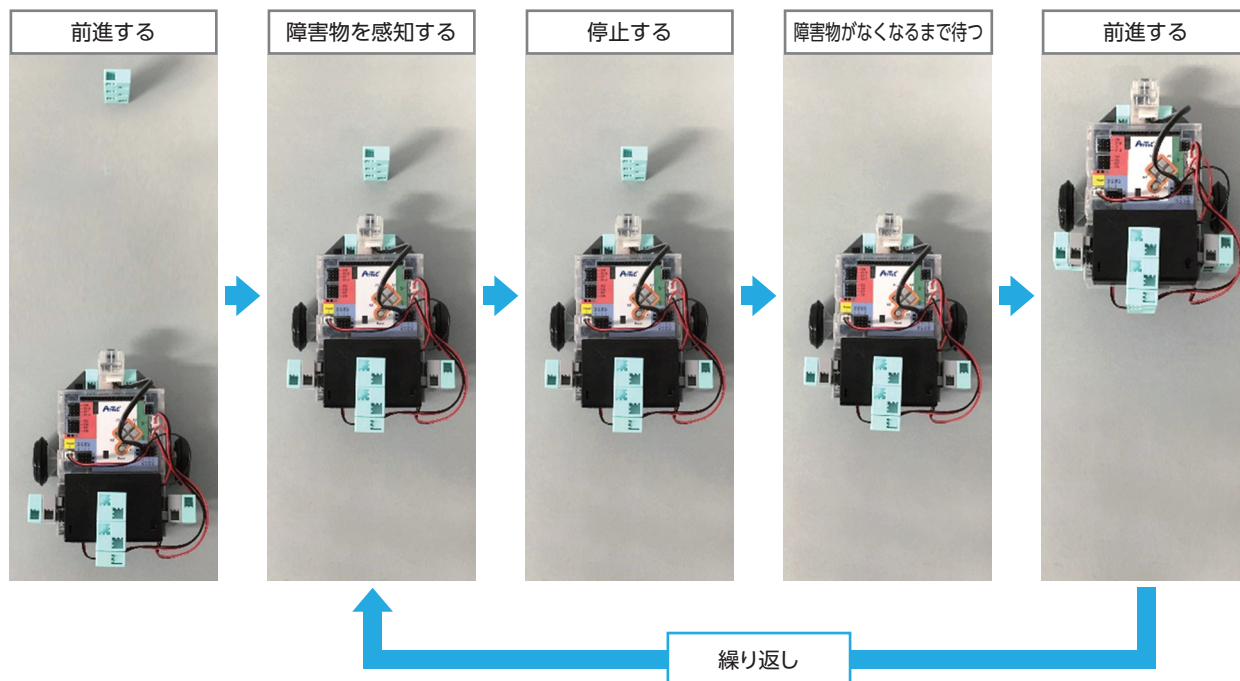 前進する
障害物を感知する
停止する
障害物がなくなるまで待つ
前進する
繰り返し